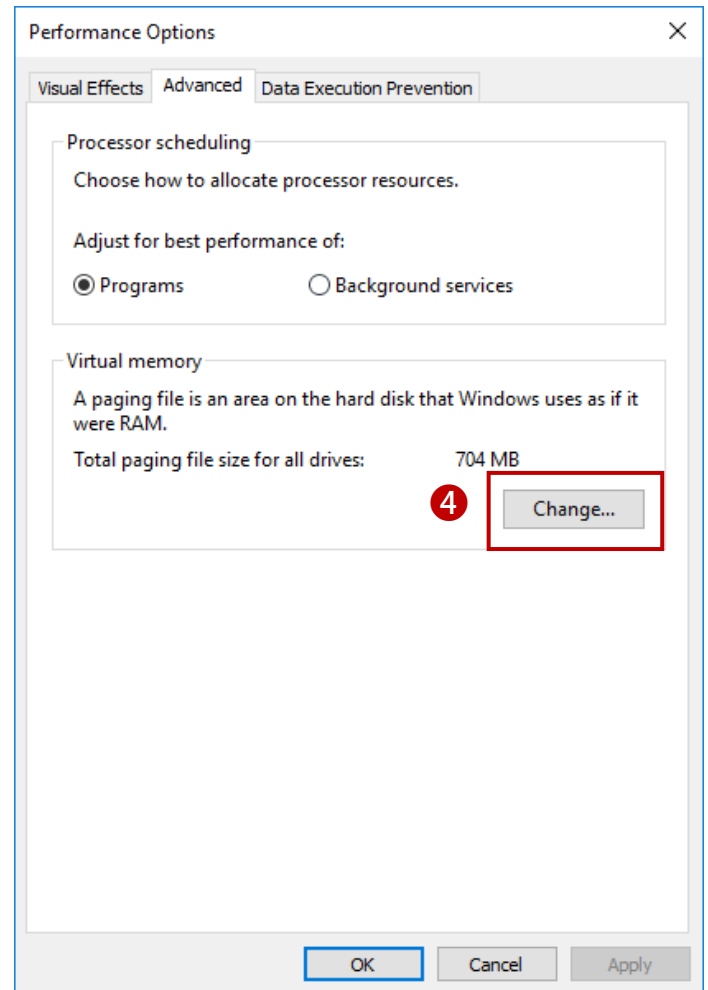 Performance Options
Visual Effects Advanced Data Execution Prevention
Processor scheduling
Choose how to allocate processor resources.
Adjust for best performance of:
Programs Background services
Virtual memory
A paging file is an area on the hard disk that Windows uses as if it
were RAM.
Total paging file size for all drives: 704 MB
4 Change...
OK Cancel Apply